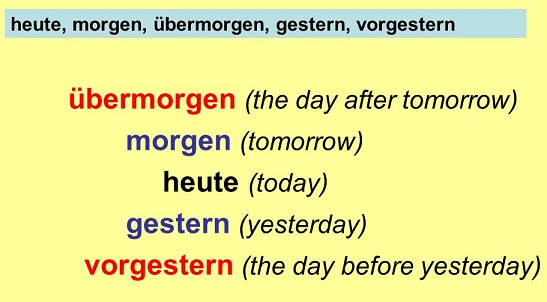 heute, morgen, übermorgen, gestern, vorgestern
übermorgen (the day after tomorrow)
morgen (tomorrow)
heute (today)
gestern (yesterday)
vorgestern (the day before yesterday)